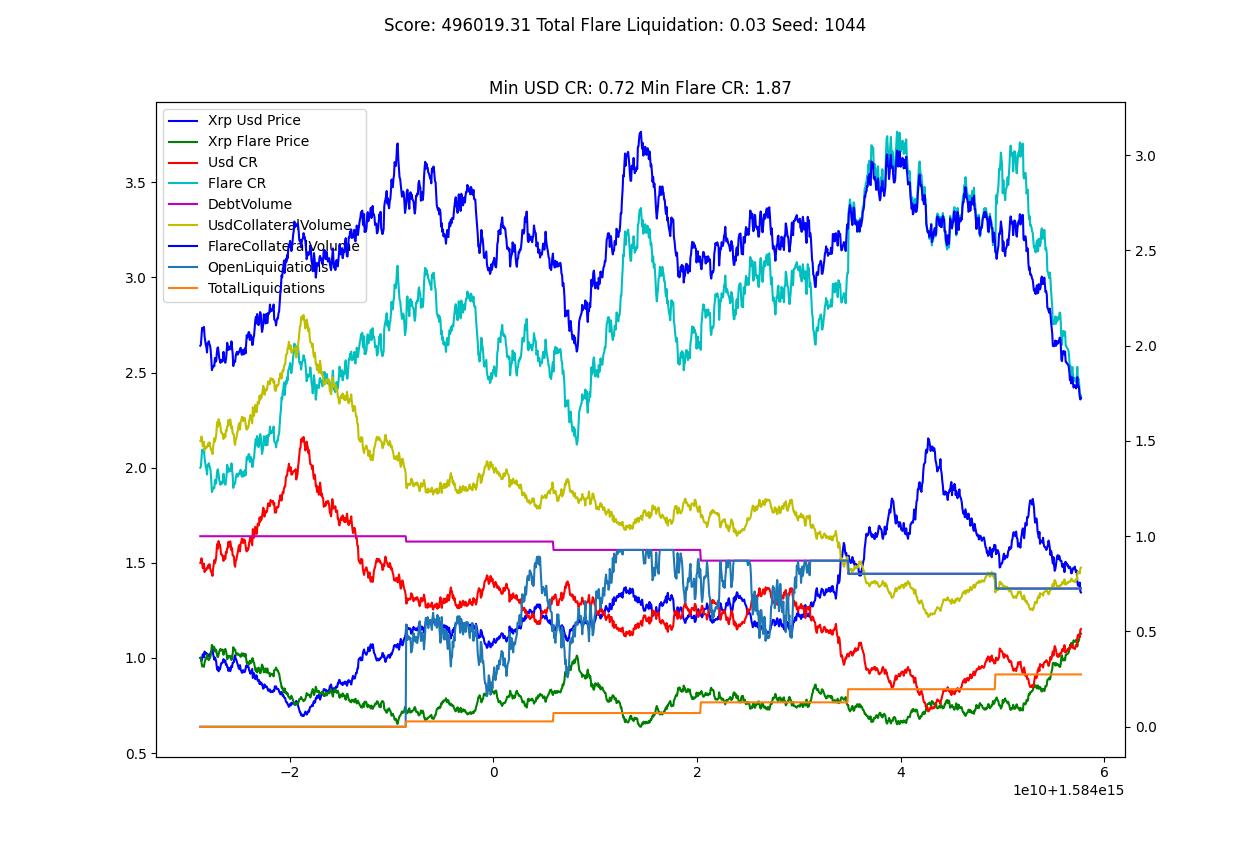 Score: 496019.31 Total Flare Liquidation: 0.03 Seed: 1044
Min USD CR: 0.72 Min Flare CR: 1.87
Xrp Usd Price
Xrp Flare Price
Usd CR
Flare CR
DebtVolume
UsdCollateralVolume
FlareCollateralVolume
OpenLiquidations
TotalLiquidations
3.5
3.0
2.5
2.0
1.5
1.0
0.5
3.0
2.5
2.0
1.5
1.0
0.5
0.0
−2 0 2 4 6
1e10+1.584e15